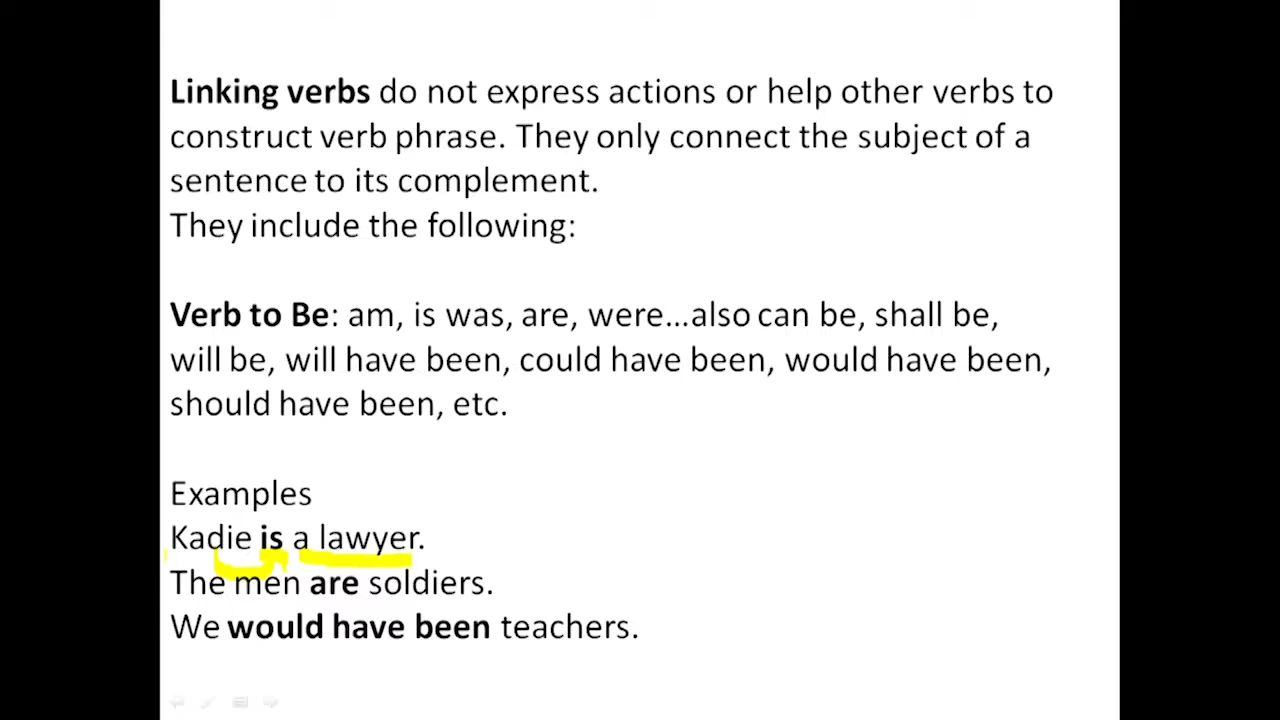 Linking verbs do not express actions or help other verbs to
construct verb phrase. They only connect the subject of a
sentence to its complement.
They include the following:
Verb to Be: am, is was, are, were...also can be, shall be,
will be, will have been, could have been, would have been,
should have been, etc.
Examples
Kadie is a lawyer.
The men are soldiers.
We would have been teachers.